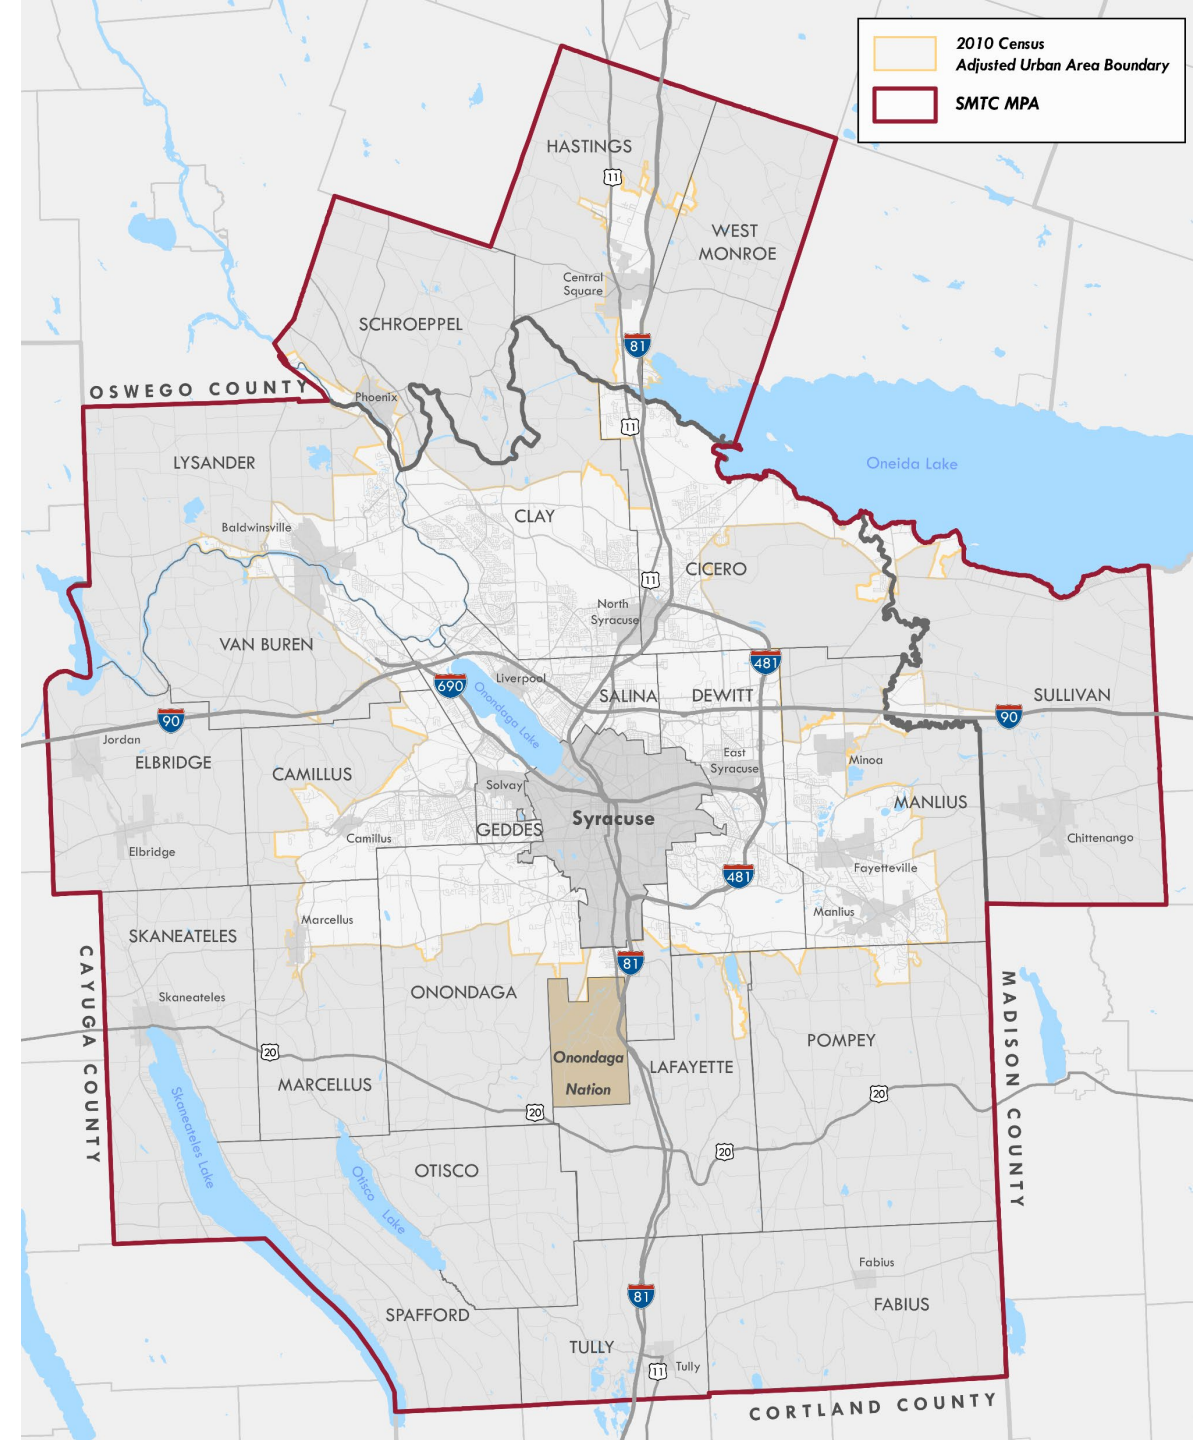 2010 Census
Adjusted Urban Area Boundary
SMTC MPA
HASTINGS
11
WEST
MONROE
Central
Square
SCHROEPPEL
81
OSWEGO COUNTY
Phoenix
11
LYSANDER
Oneida Lake
CLAY
Baldwinsville
CICERO
11
North
Syracuse
VAN BUREN
481
Liverpool
690
Onondaga Lake
SALINA
DEWITT
SULLIVAN
90
90
Jordan
ELBRIDGE
CAMILLUS
East
Syracuse
Minoa
Solvay
MANLIUS
Syracuse
GEDDES
Camillus
Chittenango
Elbridge
Fayetteville
481
Manlius
Marcellus
SKANEATELES
CAYUGA COUNTY
81
ONONDAGA
Skaneateles
MADISON COUNTY
POMPEY
20
Onondaga
Nation
LAFAYETTE
MARCELLUS
20
20
Skaneateles Lake
20
OTISCO
Otisco Lake
Fabius
81
FABIUS
SPAFFORD
TULLY
Tully
11
CORTLAND COUNTY